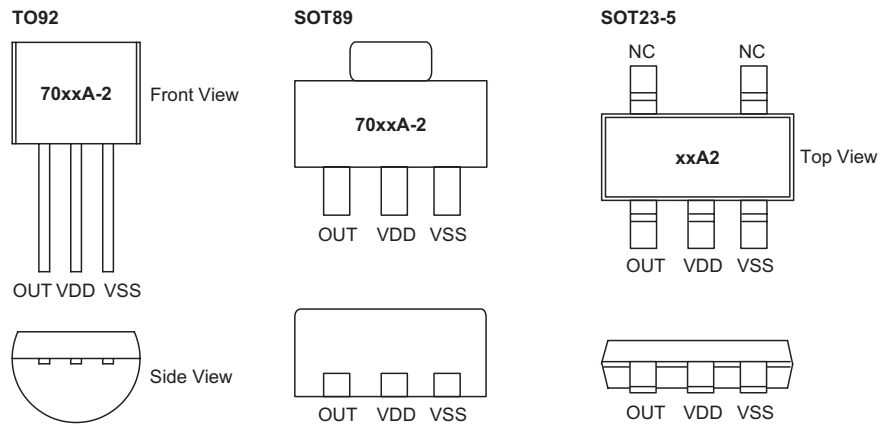 TO92
SOT89
SOT23-5
NC NC
70xxA-2
Front View
70xxA-2
xxA2
Top View
OUT VDD VSS
OUT VDD VSS
OUT VDD VSS
Side View
OUT VDD VSS
OUT VDD VSS